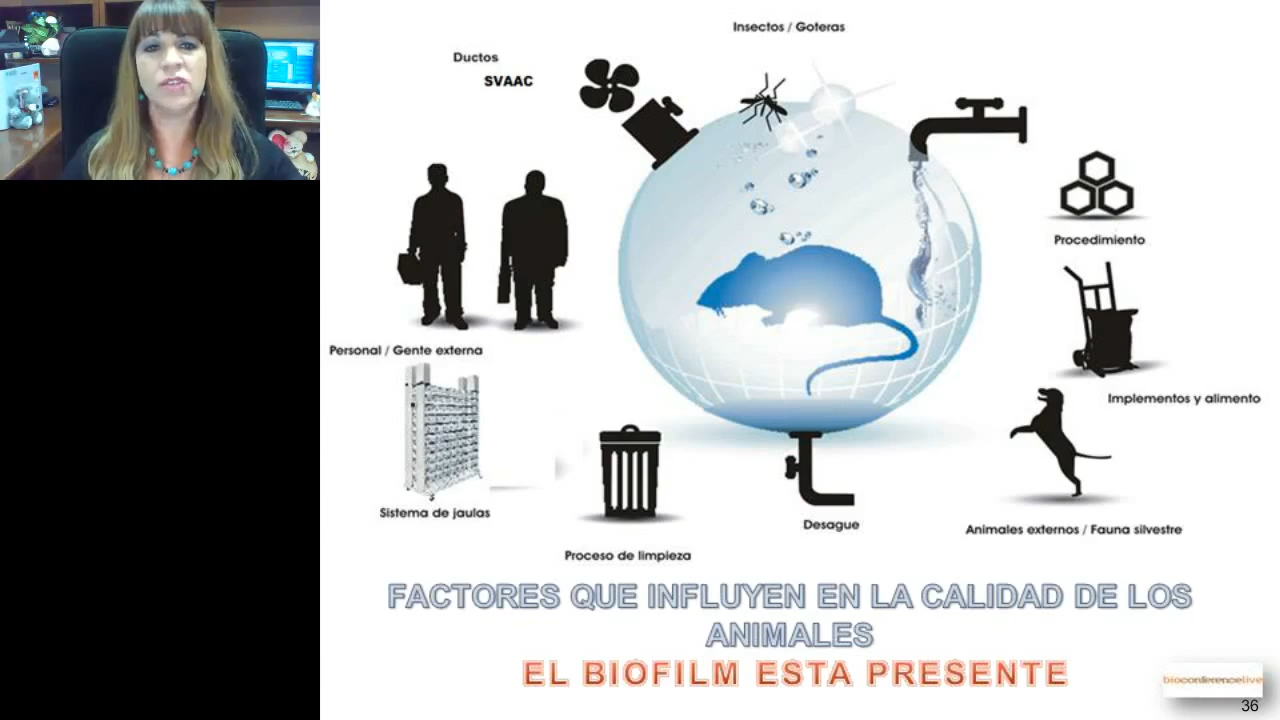 Insectos / Goteras
Ductos
SVAAC
Procedimiento
Personal / Gente externa
Implementos y alimento
Sistema de jaulas
Desague
Animales externos / Fauna silvestre
Proceso de limpieza
FACTORES QUE INFLUYEN EN LA CALIDAD DE LOS
ANIMALES
EL BIOFILM ESTA PRESENTE
bioconferencelive
36